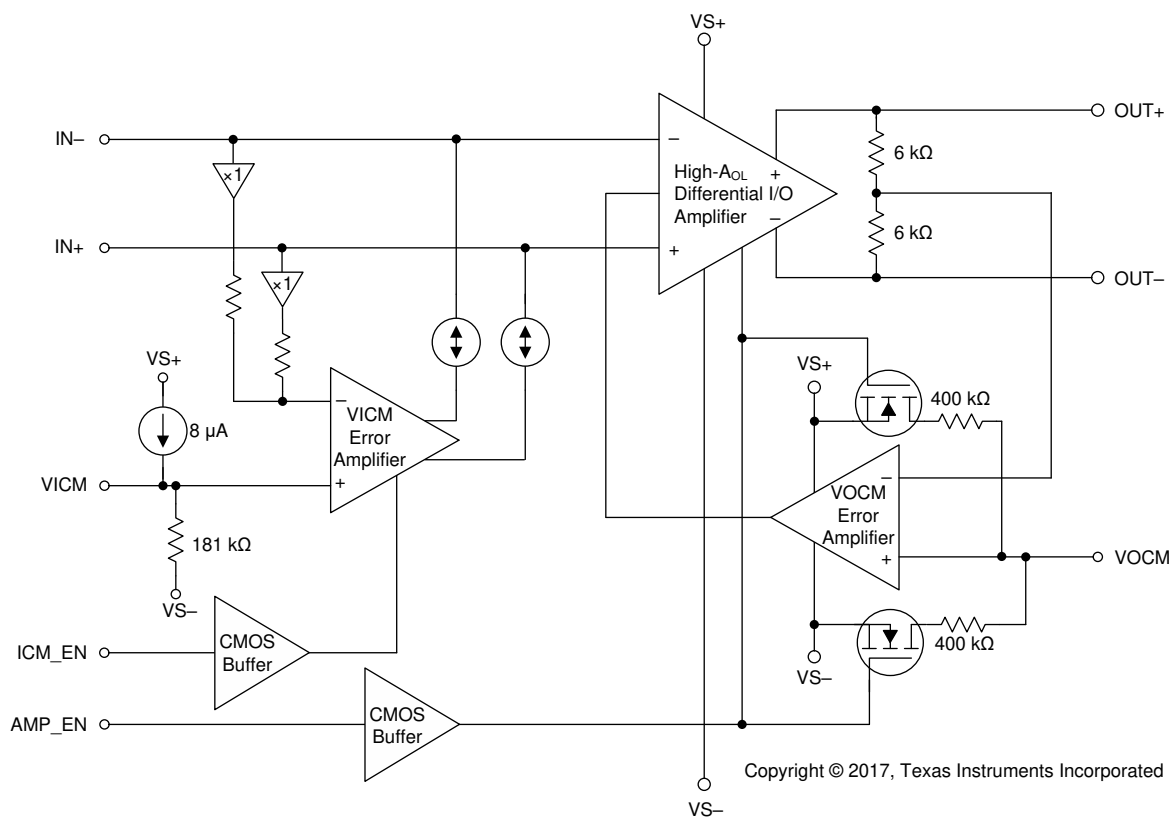 VS+
IN–
×1
–
High-AOL
Differential I/O
Amplifier
+
–
+
OUT+
6 kΩ
6 kΩ
OUT–
IN+
×1
VS+
8 µA
VICM
181 kΩ
VS–
–
VICM
Error
Amplifier
+
VS+
400 kΩ
–
VOCM
Error
Amplifier
+
VOCM
400 kΩ
VS–
ICM_EN
CMOS
Buffer
AMP_EN
CMOS
Buffer
VS–
Copyright © 2017, Texas Instruments Incorporated